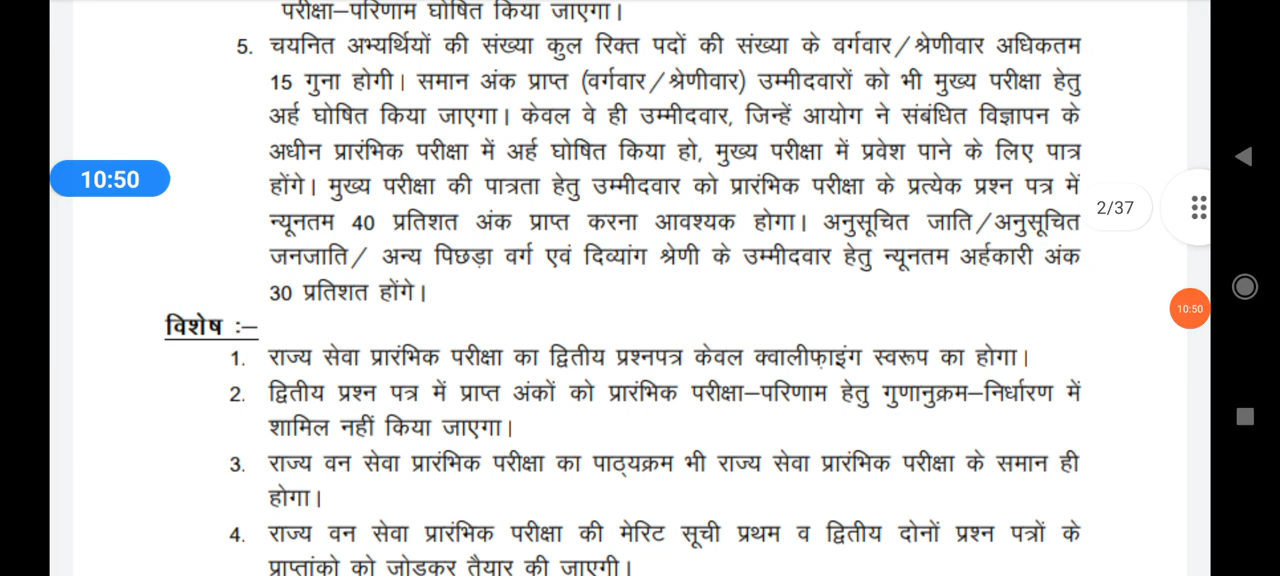 परीक्षा–परिणाम घोषित किया जाएगा।
5. चयनित अभ्यर्थियों की संख्या कुल रिक्त पदों की संख्या के वर्गवार/श्रेणीवार अधिकतम
15 गुना होगी। समान अंक प्राप्त (वर्गवार/श्रेणीवार) उम्मीदवारों को भी मुख्य परीक्षा हेतु
अर्ह घोषित किया जाएगा। केवल वे ही उम्मीदवार, जिन्हें आयोग ने संबंधित विज्ञापन के
अधीन प्रारंभिक परीक्षा में अर्ह घोषित किया हो, मुख्य परीक्षा में प्रवेश पाने के लिए पात्र
10:50
होंगे। मुख्य परीक्षा की पात्रता हेतु उम्मीदवार को प्रारंभिक परीक्षा के प्रत्येक प्रश्न पत्र में
2/37
न्यूनतम 40 प्रतिशत अंक प्राप्त करना आवश्यक होगा। अनुसूचित जाति/अनुसूचित
जनजाति/ अन्य पिछड़ा वर्ग एवं दिव्यांग श्रेणी के उम्मीदवार हेतु न्यूनतम अर्हकारी अंक
30 प्रतिशत होंगे।
10:50
विशेष :–
1. राज्य सेवा प्रारंभिक परीक्षा का द्वितीय प्रश्नपत्र केवल क्वालीफ़ाइंग स्वरूप का होगा।
2. द्वितीय प्रश्न पत्र में प्राप्त अंकों को प्रारंभिक परीक्षा–परिणाम हेतु गुणानुक्रम–निर्धारण में
शामिल नहीं किया जाएगा।
3. राज्य वन सेवा प्रारंभिक परीक्षा का पाठ्यक्रम भी राज्य सेवा प्रारंभिक परीक्षा के समान ही
होगा।
4. राज्य वन सेवा प्रारंभिक परीक्षा की मेरिट सूची प्रथम व द्वितीय दोनों प्रश्न पत्रों के
प्राप्तांको को जोड़कर तैयार की जाएगी।